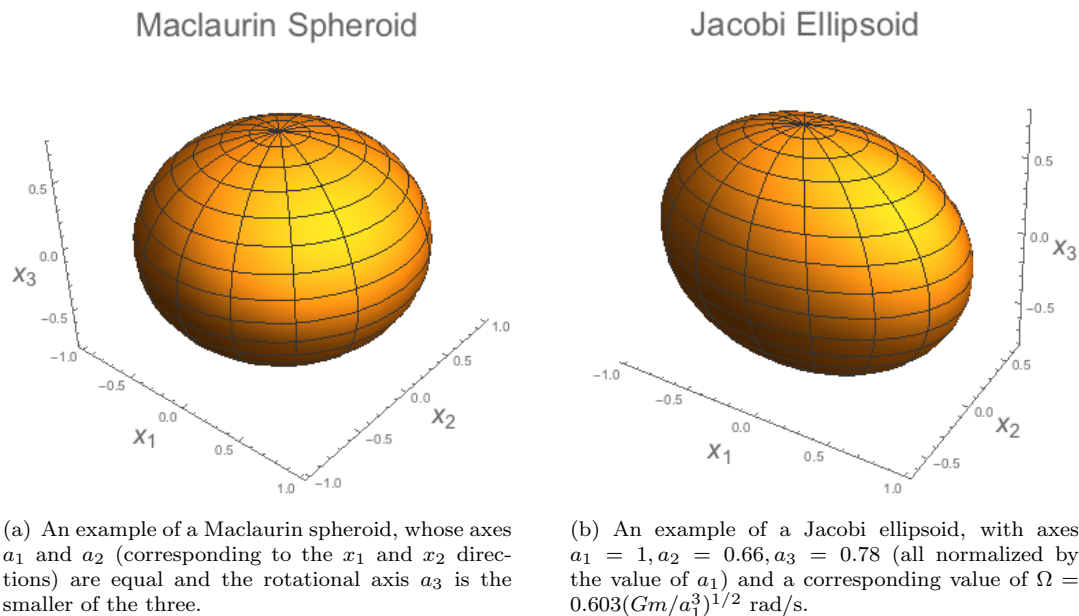 Maclaurin Spheroid
Jacobi Ellipsoid
0.5
0.0
x3
−0.5
−1.0
−0.5
0.0
x1
0.5
1.0
−1.0
−0.5
0.0
x2
0.5
1.0
0.5
0.0
x3
−0.5
−1.0
−0.5
0.0
x1
0.5
1.0
−0.5
0.0
x2
0.5
(a) An example of a Maclaurin spheroid, whose axes
a1 and a2 (corresponding to the x1 and x2 direc-
tions) are equal and the rotational axis a3 is the
smaller of the three.
(b) An example of a Jacobi ellipsoid, with axes
a1 = 1, a2 = 0.66, a3 = 0.78 (all normalized by
the value of a1) and a corresponding value of Ω =
0.603(Gm/a1^3)^1/2 rad/s.